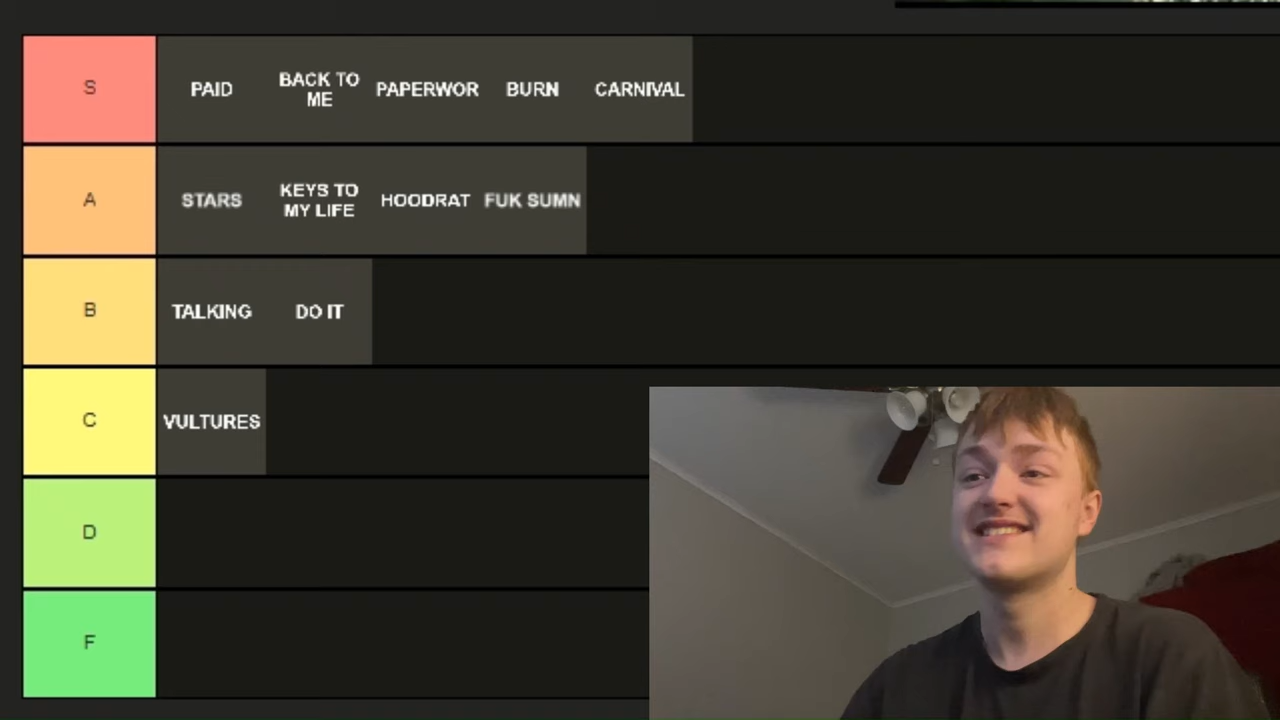 S
PAID
BACK TO
ME
PAPERWOR
BURN
CARNIVAL
A
STARS
KEYS TO
MY LIFE
HOODRAT
FUK SUMN
B
TALKING
DO IT
C
VULTURES
D
F